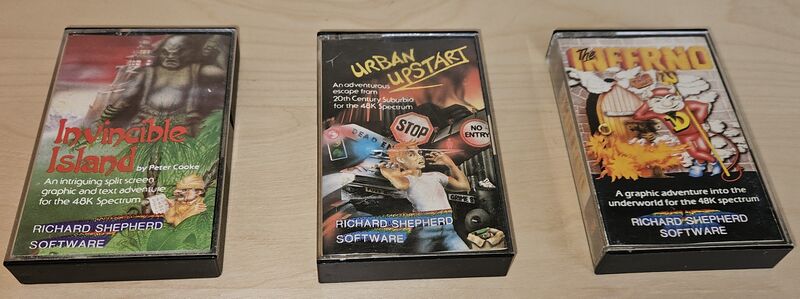 Invincible
Island
by Peter Cooke
An intriguing split screen
graphic and text adventure
for the 48K Spectrum
RICHARD SHEPHERD
SOFTWARE
URBAN
UPSTART
An adventurous
escape from
20th Century Suburbia
for the 48K Spectrum
DEAD EN
STOP
NO
ENTRY
RICHARD SHEPHERD
SOFTWARE
The
INFERNO
A graphic adventure into the
underworld for the 48K spectrum
RICHARD SHEPHERD
SOFTWARE